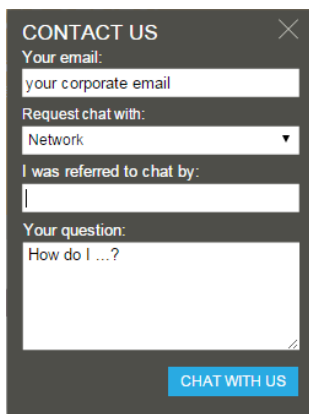 CONTACT US
Your email:
your corporate email
Request chat with:
Network
I was referred to chat by:
Your question:
How do I ...?
CHAT WITH US